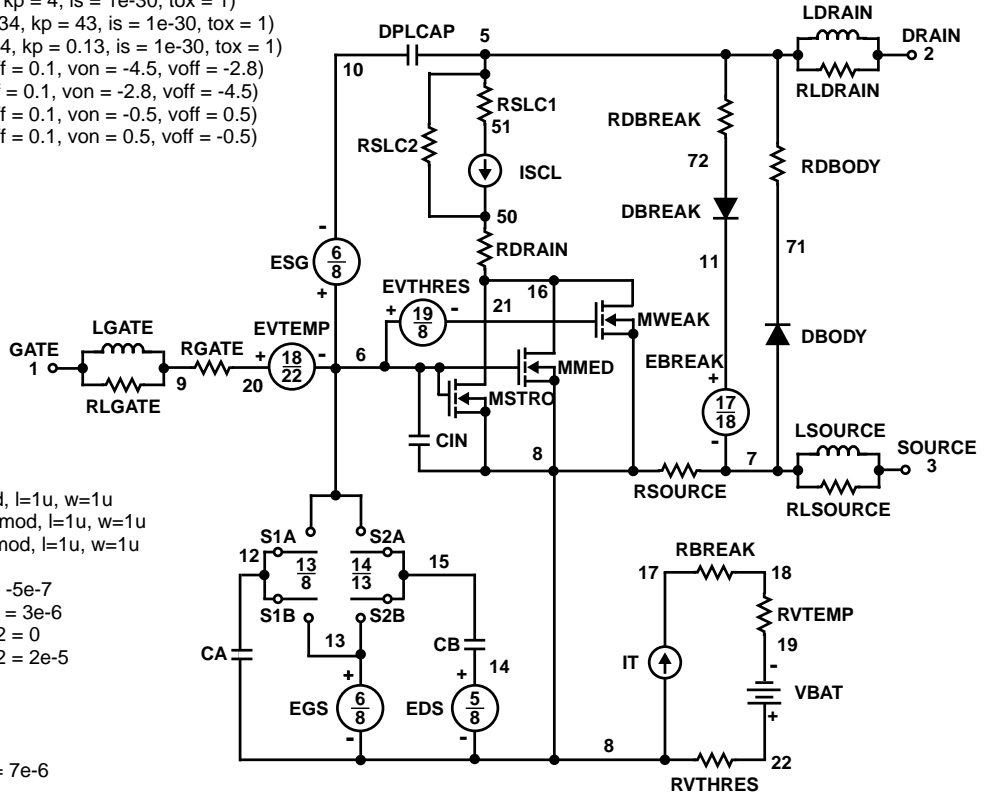 kp = 4, is = 1e-30, tox = 1)
34, kp = 43, is = 1e-30, tox = 1)
4, kp = 0.13, is = 1e-30, tox = 1)
ff = 0.1, von = -4.5, voff = -2.8)
f = 0.1, von = -2.8, voff = -4.5)
ff = 0.1, von = -0.5, voff = 0.5)
ff = 0.1, von = 0.5, voff = -0.5)
DPLCAP
5
10
LDRAIN
DRAIN
2
RLDRAIN
RSLC1
51
RSLC2
ISCL
50
RDRAIN
RDBREAK
72
RDBODY
DBREAK
71
11
ESG
-
6
8
+
EVTHRES
+ 19 -
8
16
21
MWEAK
LGATE
GATE
1
RLGATE
9
RGATE
EVTEMP
+ 18 -
22
20
6
MMED
MSTRO
EBREAK
+
17
18
-
DBODY
CIN
8
RSOURCE
7
LSOURCE
SOURCE
3
RLSOURCE
d, l=1u, w=1u
mod, l=1u, w=1u
mod, l=1u, w=1u
-5e-7
= 3e-6
2 = 0
2 = 2e-5
= 7e-6
S1A
S2A
12
13
8
14
13
15
S1B
S2B
13
CA
CB
14
+
EGS
6
8
-
+
EDS
5
8
-
RBREAK
17
18
RVTEMP
19
IT
-
VBAT
+
8
22
RVTHRES